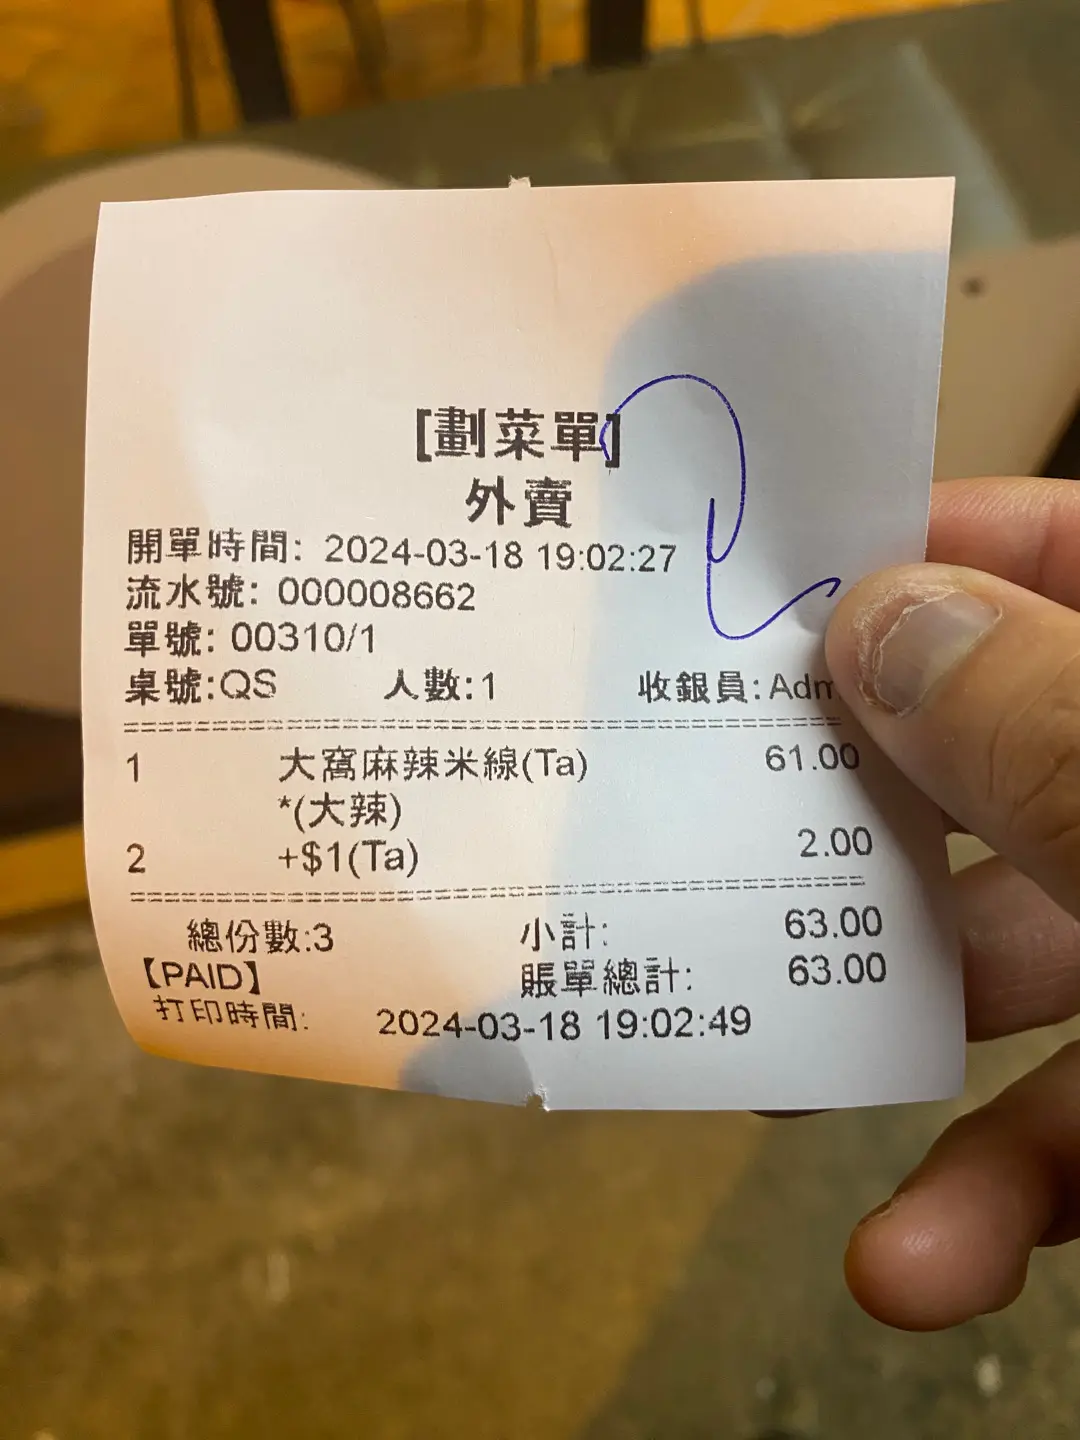 [劃菜單]
外賣
開單時間: 2024-03-18 19:02:27
流水號: 000008662
單號: 00310/1
桌號:QS 人數:1 收銀員:Adm
1 大窩麻辣米線(Ta) 61.00
*(大辣)
2 +$1(Ta) 2.00
總份數:3 小計: 63.00
【PAID】 賬單總計: 63.00
打印時間: 2024-03-18 19:02:49